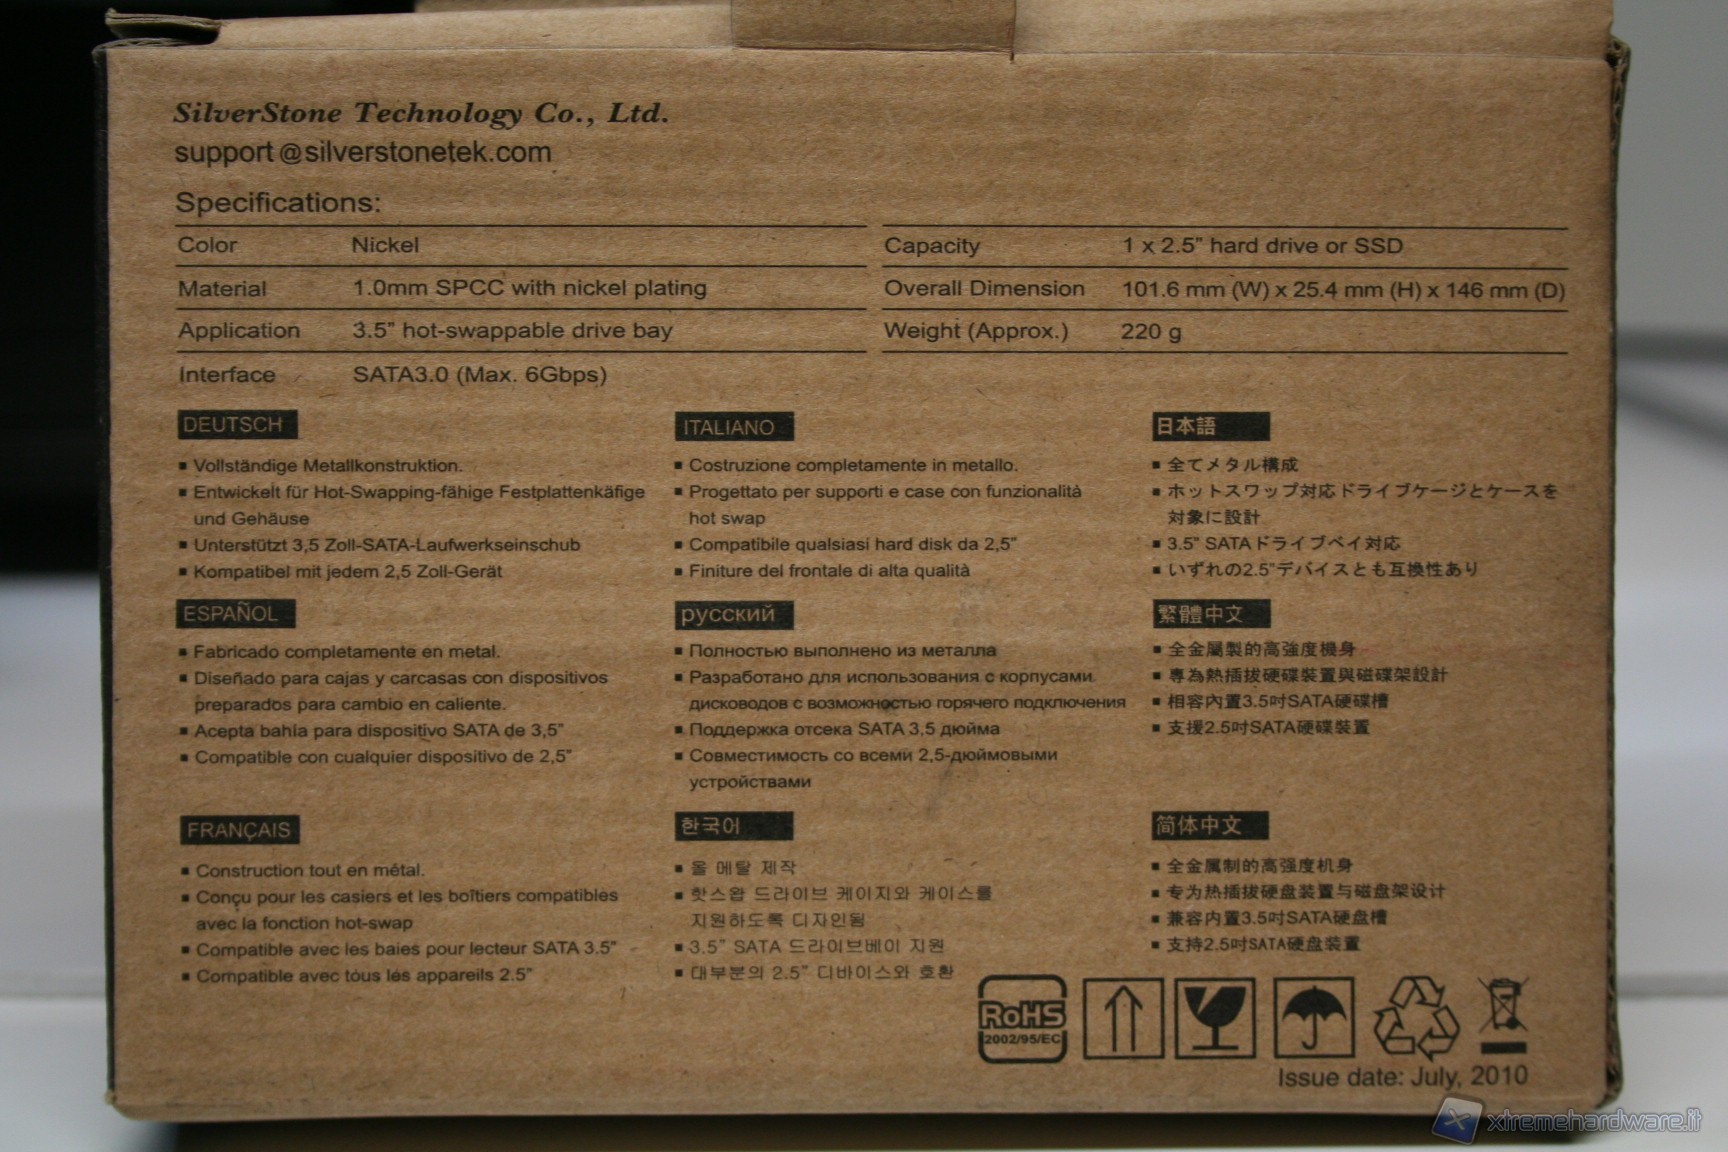 SilverStone Technology Co., Ltd.
support@silverstonetek.com
Specifications:
Color Nickel
Material 1.0mm SPCC with nickel plating
Application 3.5" hot-swappable drive bay
Interface SATA3.0 (Max. 6Gbps)
Capacity 1 x 2.5" hard drive or SSD
Overall Dimension 101.6 mm (W) x 25.4 mm (H) x 146 mm (D)
Weight (Approx.) 220 g
DEUTSCH
▪ Vollständige Metallkonstruktion.
▪ Entwickelt für Hot-Swapping-fähige Festplattenkäfige
und Gehäuse
▪ Unterstützt 3,5 Zoll-SATA-Laufwerkseinschub
▪ Kompatibel mit jedem 2,5 Zoll-Gerät
ESPAÑOL
▪ Fabricado completamente en metal.
▪ Diseñado para cajas y carcasas con dispositivos
preparados para cambio en caliente.
▪ Acepta bahía para dispositivo SATA de 3,5"
▪ Compatible con cualquier dispositivo de 2,5"
FRANÇAIS
▪ Construction tout en métal.
▪ Conçu pour les casiers et les boîtiers compatibles
avec la fonction hot-swap
▪ Compatible avec les baies pour lecteur SATA 3.5"
▪ Compatible avec tous les appareils 2.5"
ITALIANO
▪ Costruzione completamente in metallo.
▪ Progettato per supporti e case con funzionalità
hot swap
▪ Compatibile qualsiasi hard disk da 2,5"
▪ Finiture del frontale di alta qualità
русский
▪ Полностью выполнено из металла
▪ Разработано для использования с корпусами
дисководов с возможностью горячего подключения
▪ Поддержка отсека SATA 3,5 дюйма
▪ Совместимость со всеми 2,5-дюймовыми
устройствами
한국어
▪ 올 메탈 제작
▪ 핫스왑 드라이브 케이지와 케이스를
지원하도록 디자인됨
▪ 3.5" SATA 드라이브베이 지원
▪ 대부분의 2.5" 디바이스와 호환
日本語
▪ 全てメタル構成
▪ ホットスワップ対応ドライブケージとケースを
対象に設計
▪ 3.5" SATAドライブベイ対応
▪ いずれの2.5"デバイスとも互換性あり
繁體中文
▪ 全金屬製的高強度機身
▪ 專為熱插拔硬碟裝置與磁碟架設計
▪ 相容內置3.5吋SATA硬碟槽
▪ 支援2.5吋SATA硬碟裝置
简体中文
▪ 全金属制的高强度机身
▪ 专为热插拔硬盘装置与磁盘架设计
▪ 兼容内置3.5吋SATA硬盘槽
▪ 支持2.5吋SATA硬盘装置
RoHS
2002/95/EC
Issue date: July, 2010
xtremehardware.it